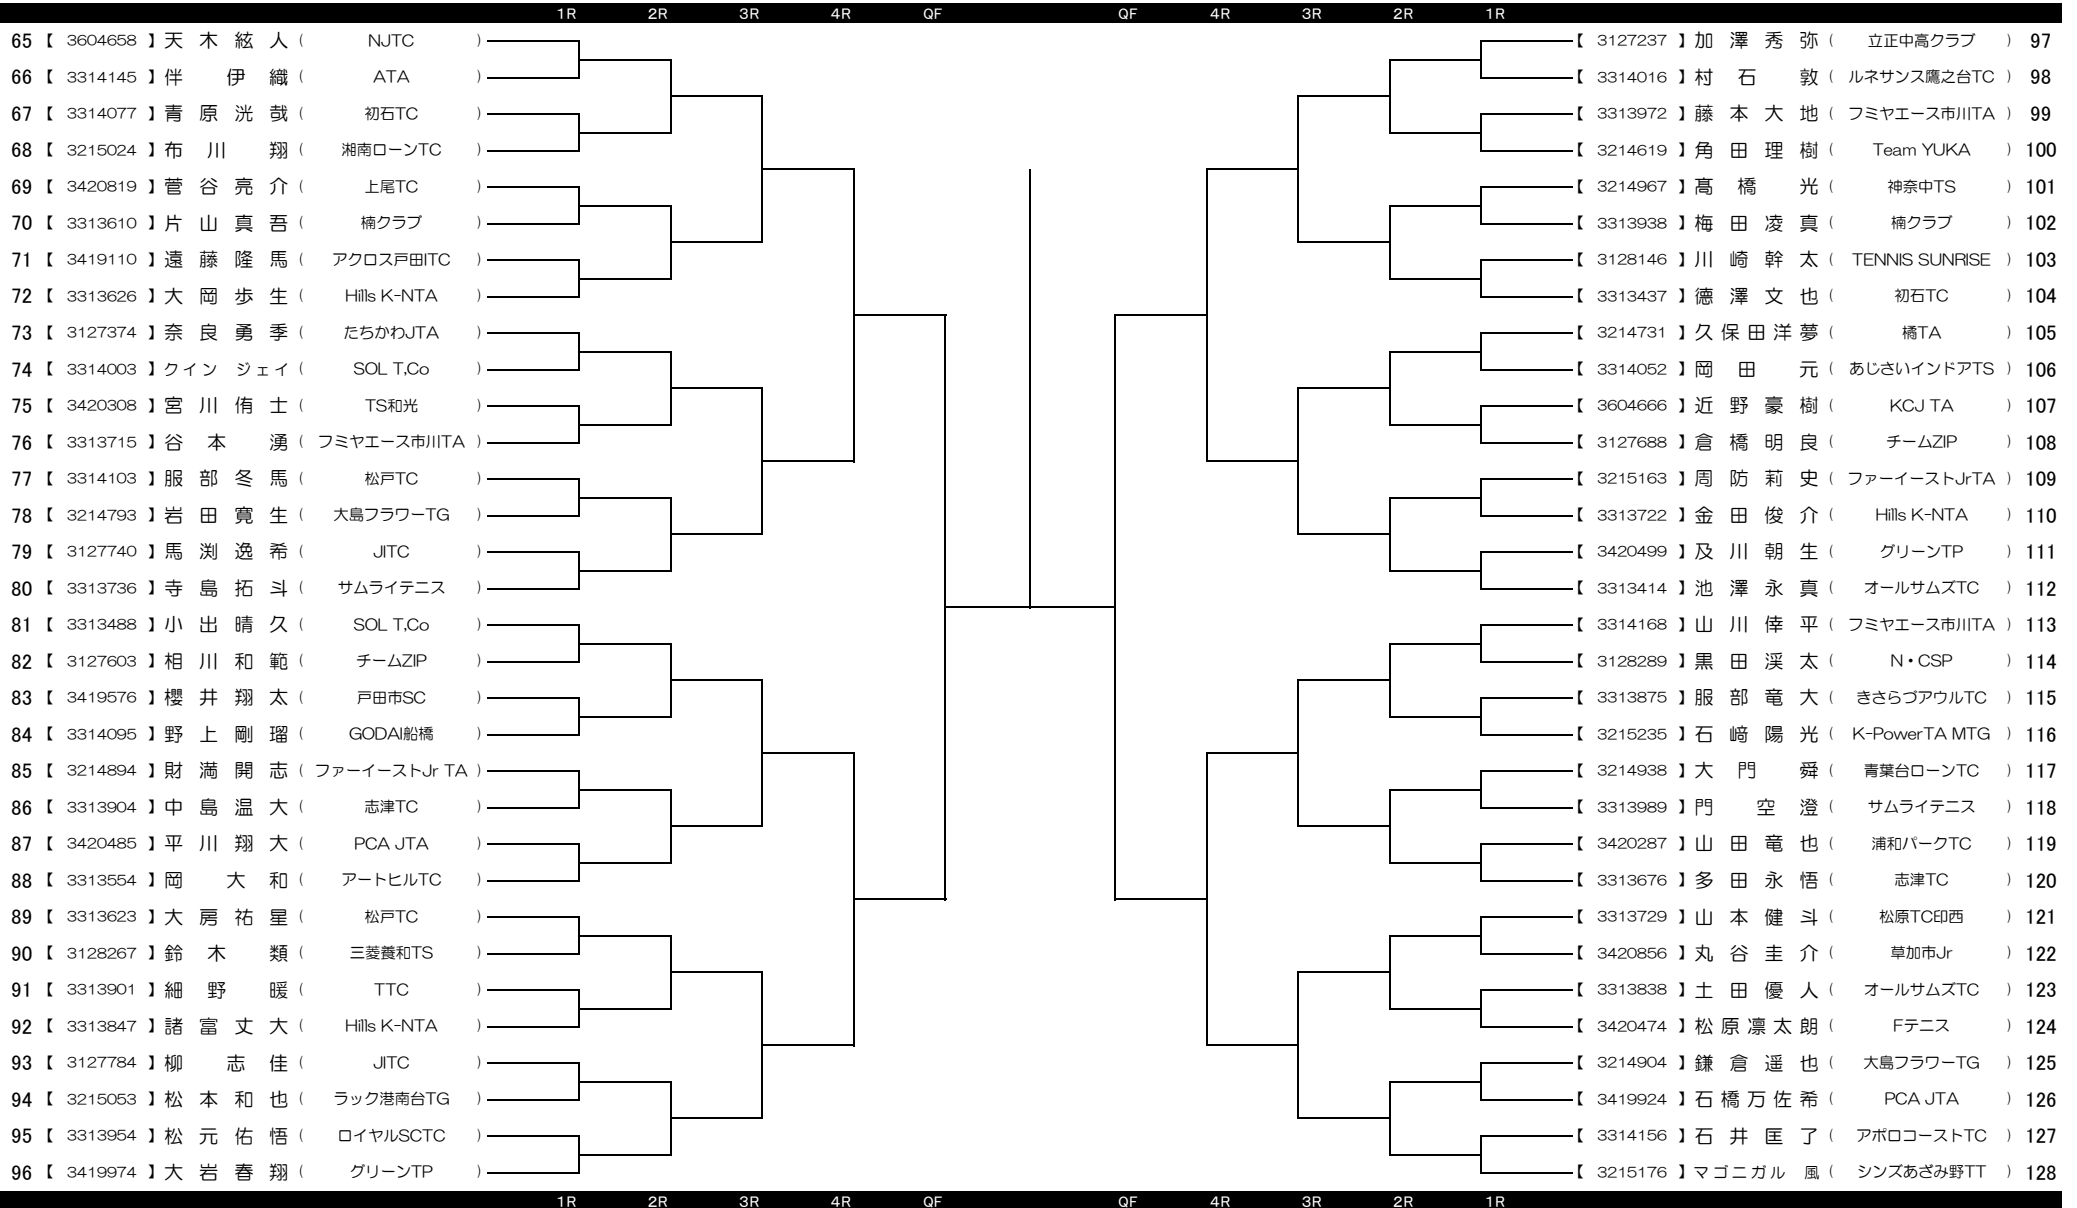 1R 2R 3R 4R QF QF 4R 3R 2R 1R
65【 3604658 】天木絃人( NJTC )
66【 3314145 】伴 伊織( ATA )
67【 3314077 】青原洸哉( 初石TC )
68【 3215024 】布川 翔( 湘南ローンTC )
69【 3420819 】菅谷亮介( 上尾TC )
70【 3313610 】片山真吾( 楠クラブ )
71【 3419110 】遠藤隆馬( アクロス戸田ITC )
72【 3313626 】大岡歩生( Hills K-NTA )
73【 3127374 】奈良勇季( たちかわJTA )
74【 3314003 】クイン ジェイ( SOL T,Co )
75【 3420308 】宮川侑士( TS和光 )
76【 3313715 】谷本 湧( フミヤエース市川TA )
77【 3314103 】服部冬馬( 松戸TC )
78【 3214793 】岩田寛生( 大島フラワーTG )
79【 3127740 】馬渕逸希( JITC )
80【 3313736 】寺島拓斗( サムライテニス )
81【 3313488 】小出晴久( SOL T,Co )
82【 3127603 】相川和範( チームZIP )
83【 3419576 】櫻井翔太( 戸田市SC )
84【 3314095 】野上剛瑠( GODAI船橋 )
85【 3214894 】財満開志( ファーイーストJr TA )
86【 3313904 】中島温大( 志津TC )
87【 3420485 】平川翔大( PCA JTA )
88【 3313554 】岡 大和( アートヒルTC )
89【 3313623 】大房祐星( 松戸TC )
90【 3128267 】鈴木 類( 三菱養和TS )
91【 3313901 】細野 暖( TTC )
92【 3313847 】諸富丈大( Hills K-NTA )
93【 3127784 】柳 志佳( JITC )
94【 3215053 】松本和也( ラック港南台TG )
95【 3313954 】松元佑悟( ロイヤルSCTC )
96【 3419974 】大岩春翔( グリーンTP )
【 3127237 】加澤秀弥( 立正中高クラブ ) 97
【 3314016 】村石 敦( ルネサンス鷹之台TC ) 98
【 3313972 】藤本大地( フミヤエース市川TA ) 99
【 3214619 】角田理樹( Team YUKA ) 100
【 3214967 】髙橋 光( 神奈中TS ) 101
【 3313938 】梅田凌真( 楠クラブ ) 102
【 3128146 】川崎幹太( TENNIS SUNRISE ) 103
【 3313437 】德澤文也( 初石TC ) 104
【 3214731 】久保田洋夢( 橘TA ) 105
【 3314052 】岡田 元( あじさいインドアTS ) 106
【 3604666 】近野豪樹( KCJ TA ) 107
【 3127688 】倉橋明良( チームZIP ) 108
【 3215163 】周防莉史( ファーイーストJrTA ) 109
【 3313722 】金田俊介( Hills K-NTA ) 110
【 3420499 】及川朝生( グリーンTP ) 111
【 3313414 】池澤永真( オールサムズTC ) 112
【 3314168 】山川倖平( フミヤエース市川TA ) 113
【 3128289 】黒田渓太( N・CSP ) 114
【 3313875 】服部竜大( きさらづアウルTC ) 115
【 3215235 】石﨑陽光( K-PowerTA MTG ) 116
【 3214938 】大門 舜( 青葉台ローンTC ) 117
【 3313989 】門 空澄( サムライテニス ) 118
【 3420287 】山田竜也( 浦和パークTC ) 119
【 3313676 】多田永悟( 志津TC ) 120
【 3313729 】山本健斗( 松原TC印西 ) 121
【 3420856 】丸谷圭介( 草加市Jr ) 122
【 3313838 】土田優人( オールサムズTC ) 123
【 3420474 】松原凛太朗( Fテニス ) 124
【 3214904 】鎌倉遥也( 大島フラワーTG ) 125
【 3419924 】石橋万佐希( PCA JTA ) 126
【 3314156 】石井匡了( アポロコーストTC ) 127
【 3215176 】マゴニガル 風( シンズあざみ野TT ) 128
1R 2R 3R 4R QF QF 4R 3R 2R 1R